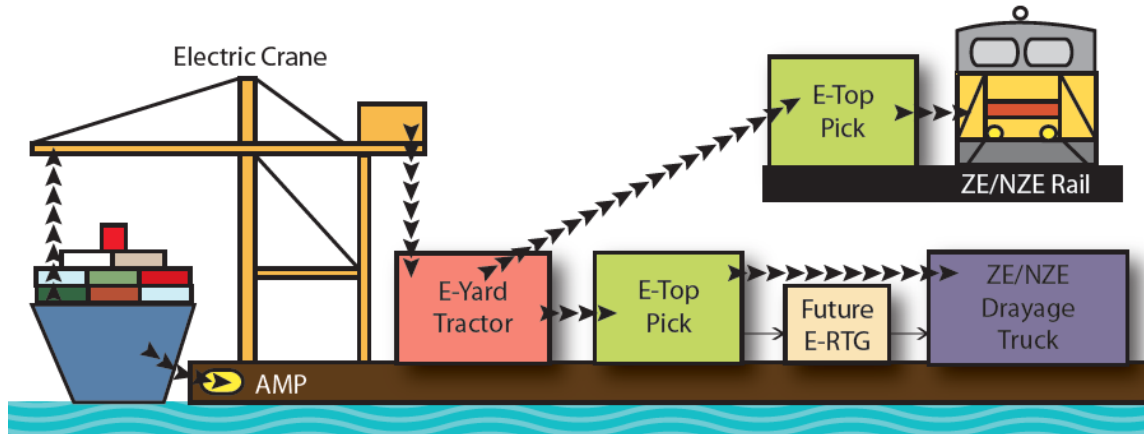 Electric Crane
E-Top
Pick
ZE/NZE Rail
E-Yard
Tractor
E-Top
Pick
Future
E-RTG
ZE/NZE
Drayage
Truck
AMP